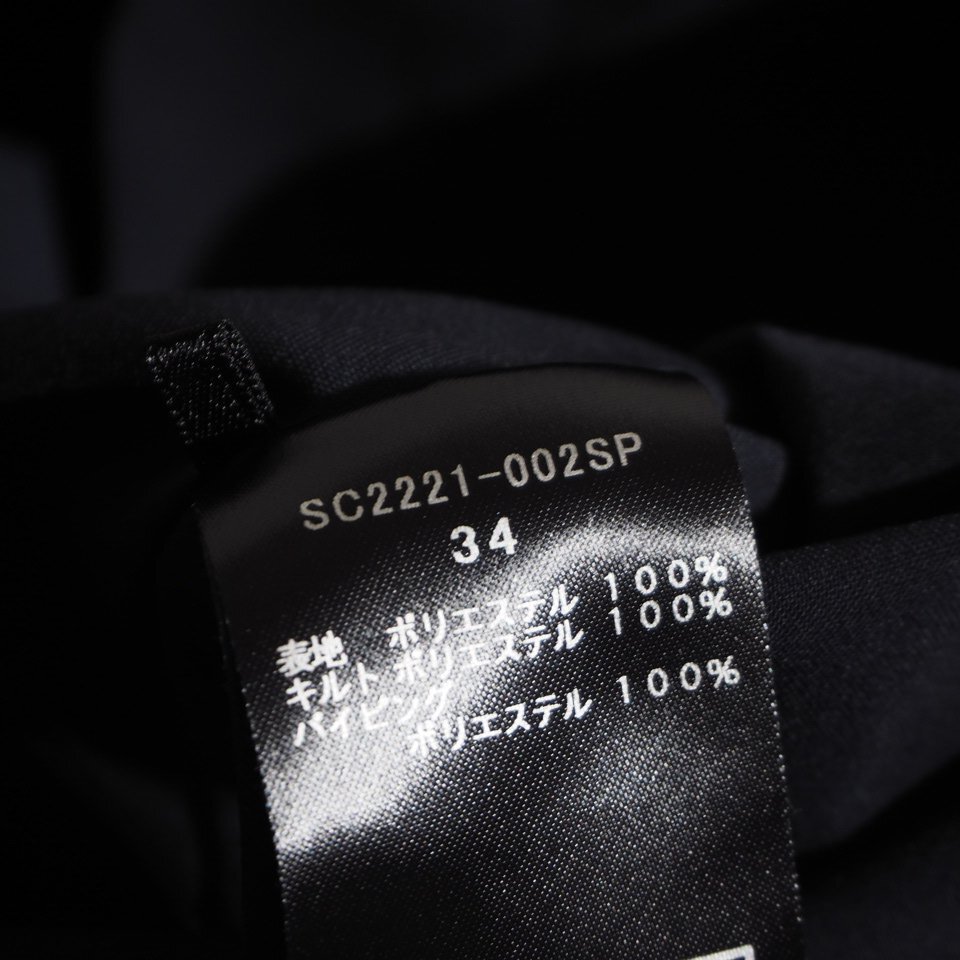 SC2221-002SP
34
表地 ポリエステル 100%
キルト ポリエステル 100%
パイピング
ポリエステル 100%